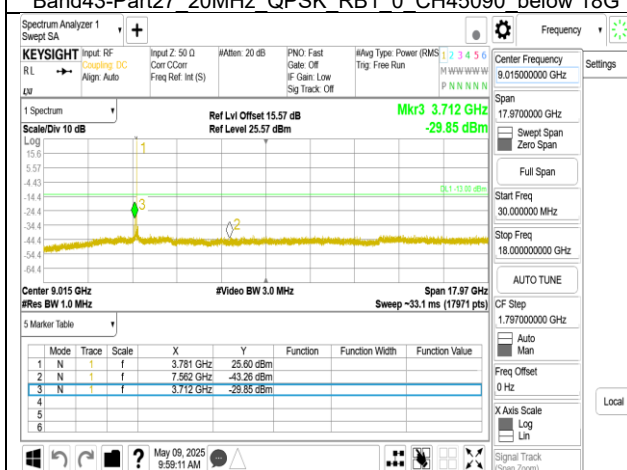 Band43-Part27_20MHz_QPSK_RB1_0_CH45090_below 18G
Spectrum Analyzer 1
Swept SA
Frequency
KEYSIGHT
RL
Input: RF
Coupling: DC
Align: Auto
Input Z: 50 Ω
Corr CCorr
Freq Ref: Int (S)
#Atten: 20 dB
PNO: Fast
Gate: Off
IF Gain: Low
Sig Track: Off
#Avg Type: Power (RMS
Trig: Free Run
1 2 3 4 5 6
M W W W W W
P N N N N N
Center Frequency
9.015000000 GHz
Settings
Span
17.9700000 GHz
Swept Span
Zero Span
Full Span
Start Freq
30.000000 MHz
Stop Freq
18.000000000 GHz
AUTO TUNE
CF Step
1.797000000 GHz
Auto
Man
Freq Offset
0 Hz
X Axis Scale
Log
Lin
Signal Track
(Span Zoom)
Local
1 Spectrum
Scale/Div 10 dB
Ref Lvl Offset 15.57 dB
Ref Level 25.57 dBm
Mkr3 3.712 GHz
-29.85 dBm
Log
15.6
5.57
-4.43
-14.4
-24.4
-34.4
-44.4
-54.4
-64.4
1
2
3
DL1 -13.00 dBm
Center 9.015 GHz
#Res BW 1.0 MHz
#Video BW 3.0 MHz
Span 17.97 GHz
Sweep ~33.1 ms (17971 pts)
5 Marker Table
Mode Trace Scale X Y Function Function Width Function Value
1 N 1 f 3.781 GHz 25.60 dBm
2 N 1 f 7.562 GHz -43.26 dBm
3 N 1 f 3.712 GHz -29.85 dBm
4
5
6
?
May 09, 2025
9:59:11 AM